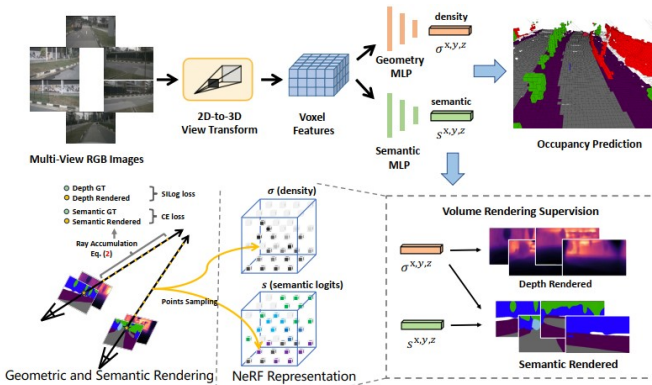 density
σx,y,z
Geometry
MLP
2D-to-3D
View Transform
Voxel
Features
semantic
sx,y,z
Semantic
MLP
Multi-View RGB Images
Occupancy Prediction
Depth GT
Depth Rendered
SILog loss
Semantic GT
Semantic Rendered
CE loss
Ray Accumulation
Eq. (2)
Points Sampling
Geometric and Semantic Rendering
σ (density)
s (semantic logits)
NeRF Representation
Volume Rendering Supervision
σx,y,z
Depth Rendered
sx,y,z
Semantic Rendered